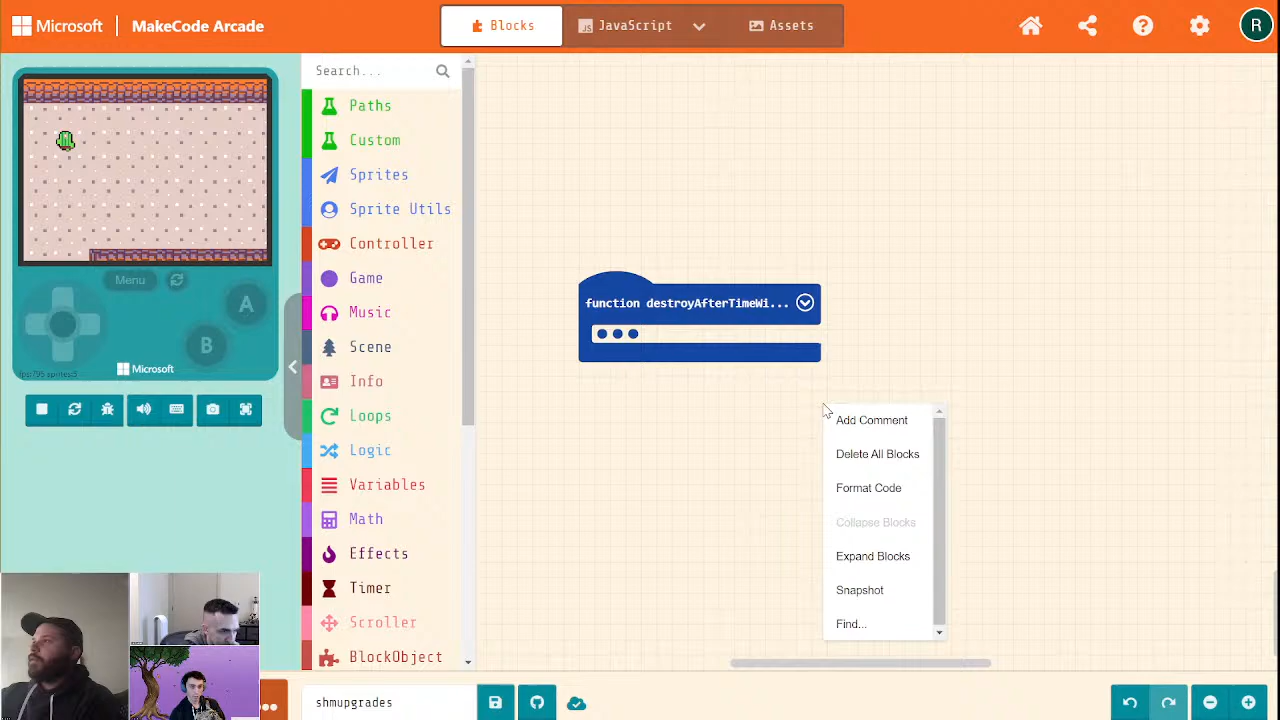 Microsoft
MakeCode Arcade
Blocks
JavaScript
Assets
R
Menu
A
B
Microsoft
Search...
Paths
Custom
Sprites
Sprite Utils
Controller
Game
Music
Scene
Info
Loops
Logic
Variables
Math
Effects
Timer
Scroller
BlockObject
function destroyAfterTimeWi...
Add Comment
Delete All Blocks
Format Code
Collapse Blocks
Expand Blocks
Snapshot
Find...
shmupgrades